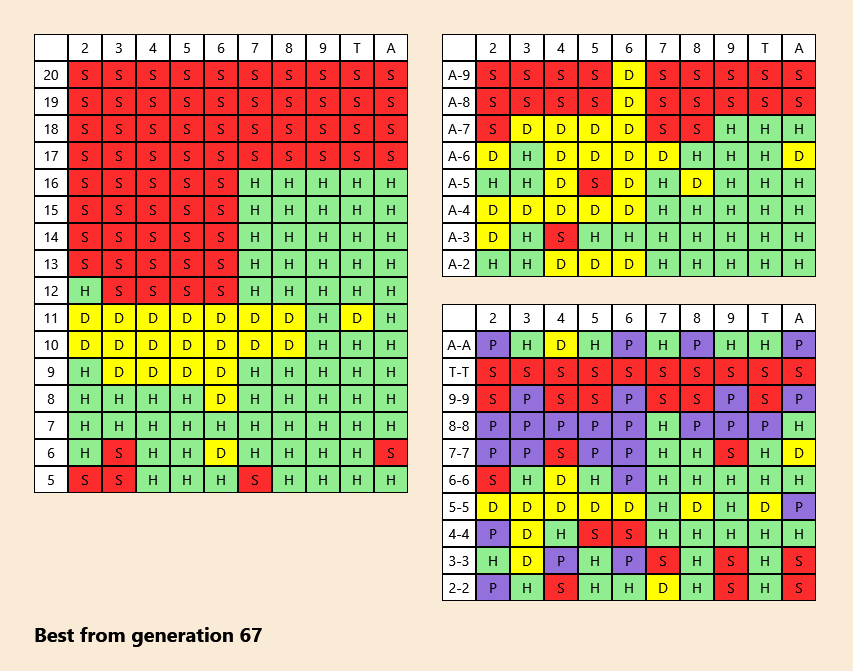 2 3 4 5 6 7 8 9 T A
20 S S S S S S S S S S
19 S S S S S S S S S S
18 S S S S S S S S S S
17 S S S S S S S S S S
16 S S S S S H H H H H
15 S S S S S H H H H H
14 S S S S S H H H H H
13 S S S S S H H H H H
12 H S S S S H H H H H
11 D D D D D D D H D H
10 D D D D D D D H H H
9 H D D D D H H H H H
8 H H H H D H H H H H
7 H H H H H H H H H H
6 H S H H D H H H H S
5 S S H H H S H H H H
2 3 4 5 6 7 8 9 T A
A-9 S S S S D S S S S S
A-8 S S S S D S S S S S
A-7 S D D D D S S H H H
A-6 D H D D D D H H H D
A-5 H H D S D H D H H H
A-4 D D D D D H H H H H
A-3 D H S H H H H H H H
A-2 H H D D D H H H H H
2 3 4 5 6 7 8 9 T A
A-A P H D H P H P H H P
T-T S S S S S S S S S S
9-9 S P S S P S S P S P
8-8 P P P P P H P P P H
7-7 P P S P P H H S H D
6-6 S H D H P H H H H H
5-5 D D D D D H D H D P
4-4 P D H S S H H H H H
3-3 H D P H P S H S H S
2-2 P H S H H D H S H S
Best from generation 67